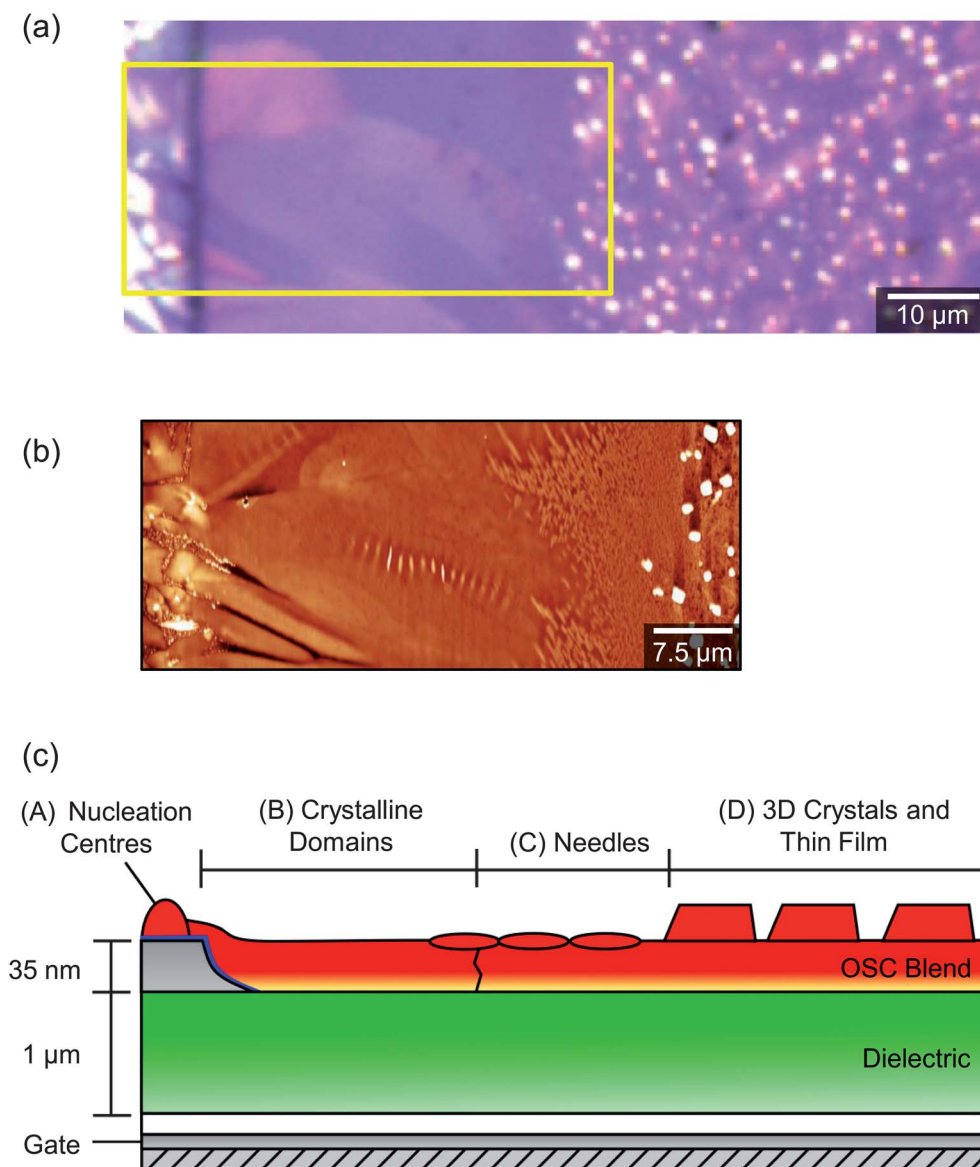 (a)
10 µm
(b)
7.5 µm
(c)
(A) Nucleation
Centres
(B) Crystalline
Domains
(C) Needles
(D) 3D Crystals and
Thin Film
35 nm
OSC Blend
1 µm
Dielectric
Gate